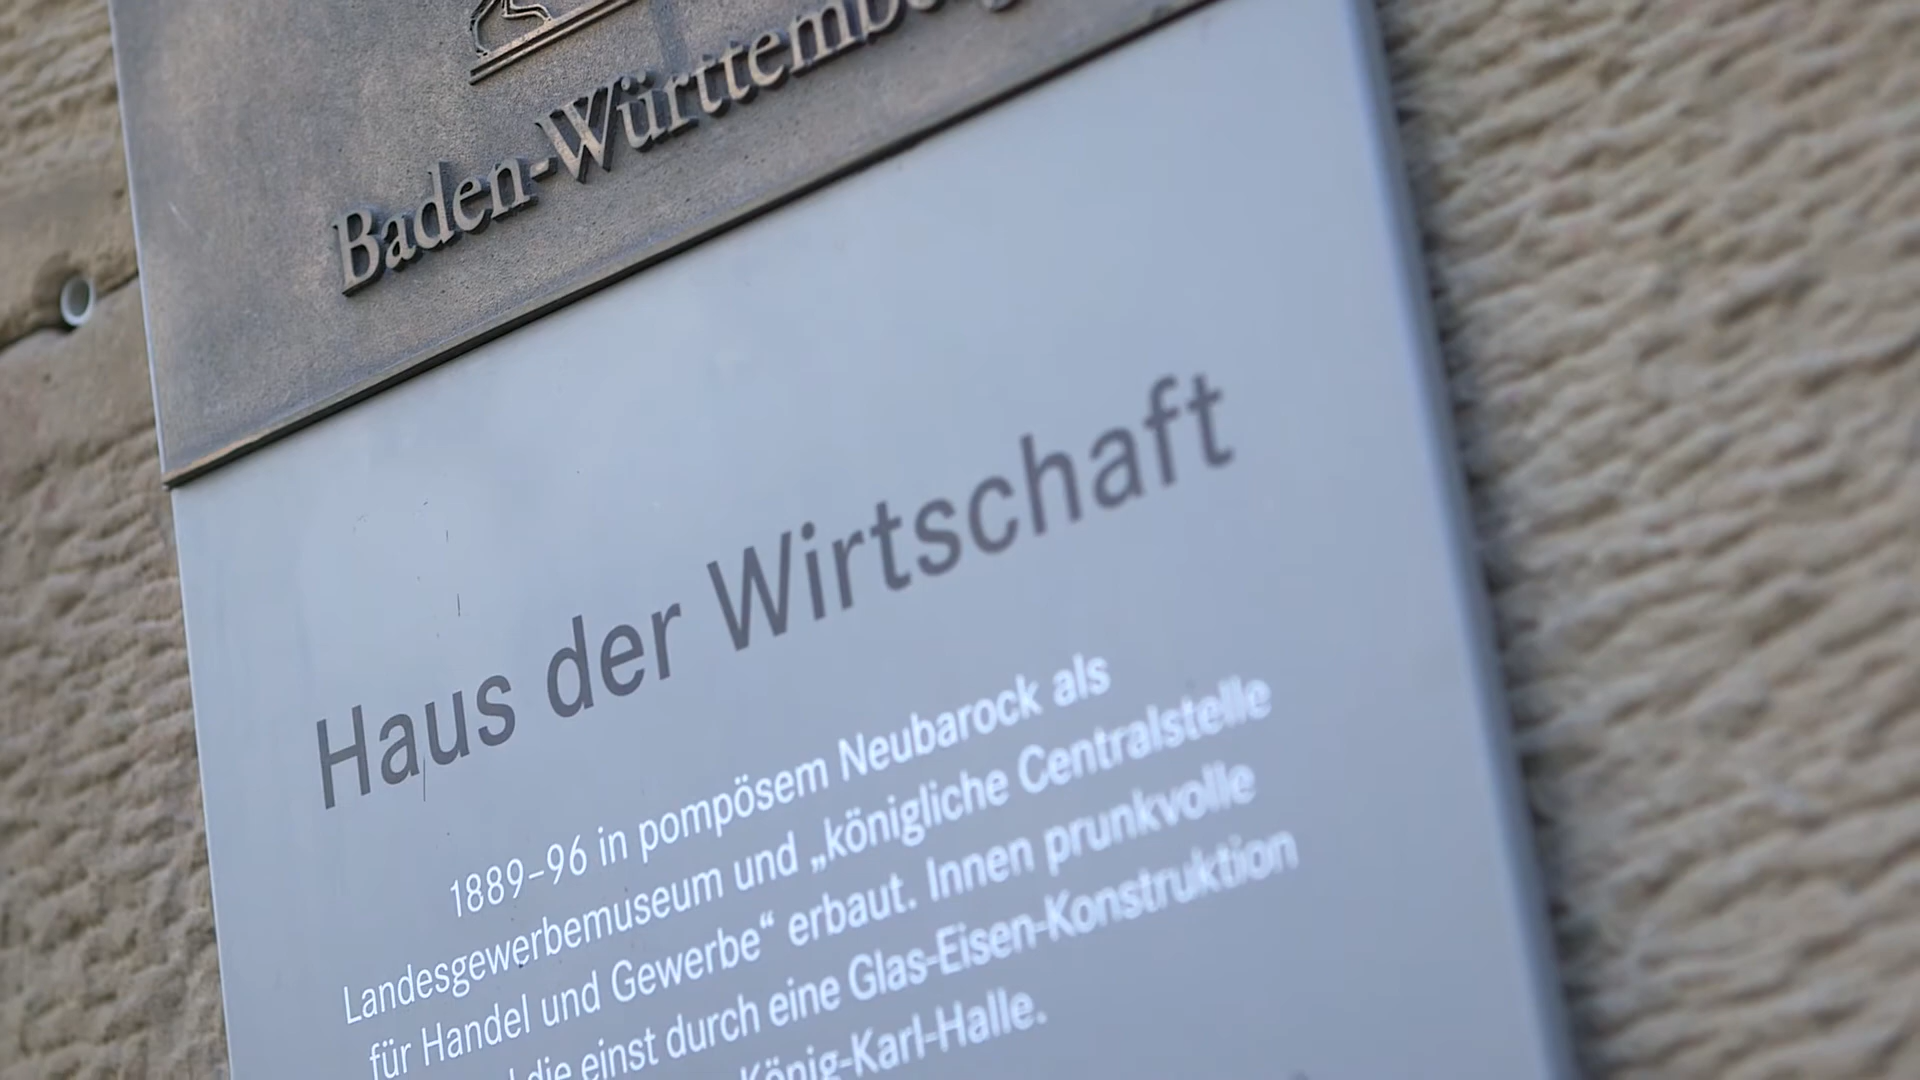 Baden-Württemberg
Haus der Wirtschaft
1889–96 in pompösem Neubarock als
Landesgewerbemuseum und „königliche Centralstelle
für Handel und Gewerbe“ erbaut. Innen prunkvolle
die einst durch eine Glas-Eisen-Konstruktion
König-Karl-Halle.